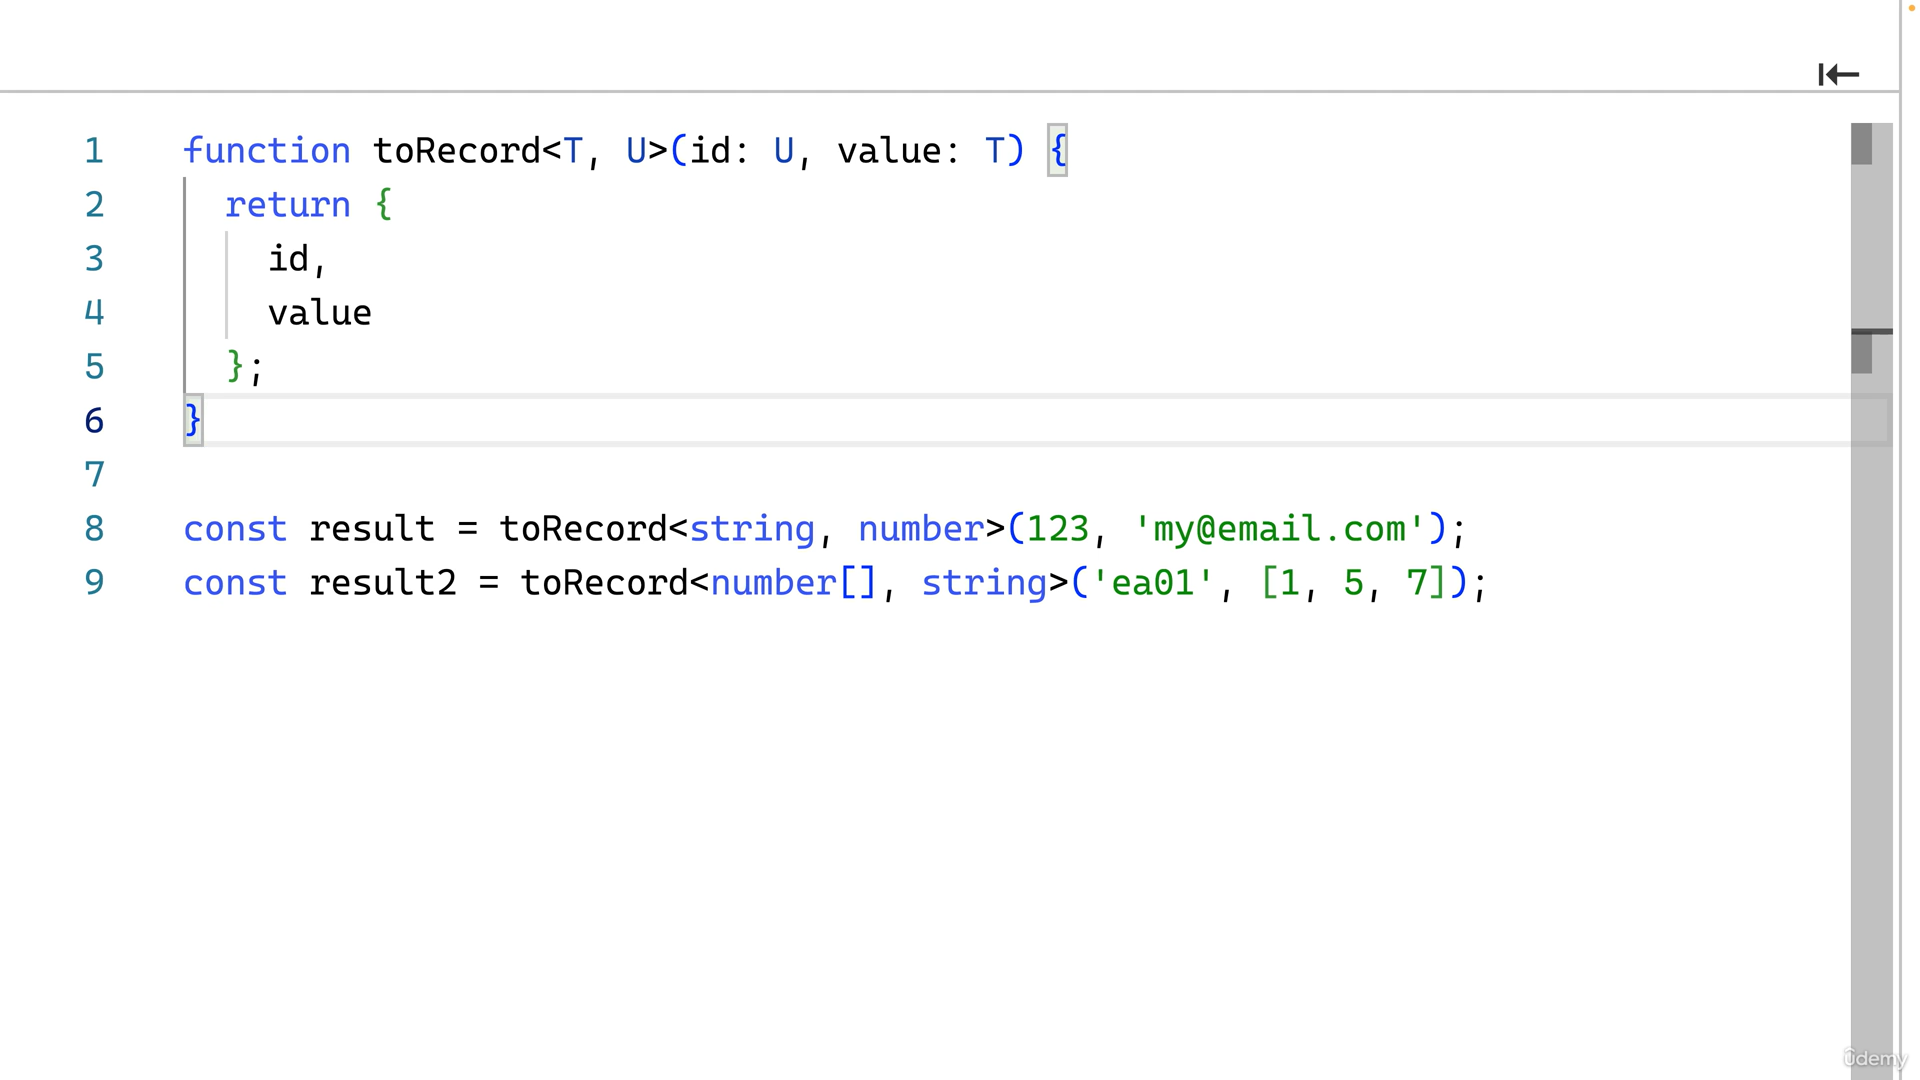 1 function toRecord<T, U>(id: U, value: T) {
2 return {
3 id,
4 value
5 };
6 }
7
8 const result = toRecord<string, number>(123, 'my@email.com');
9 const result2 = toRecord<number[], string>('ea01', [1, 5, 7]);
ûdemy